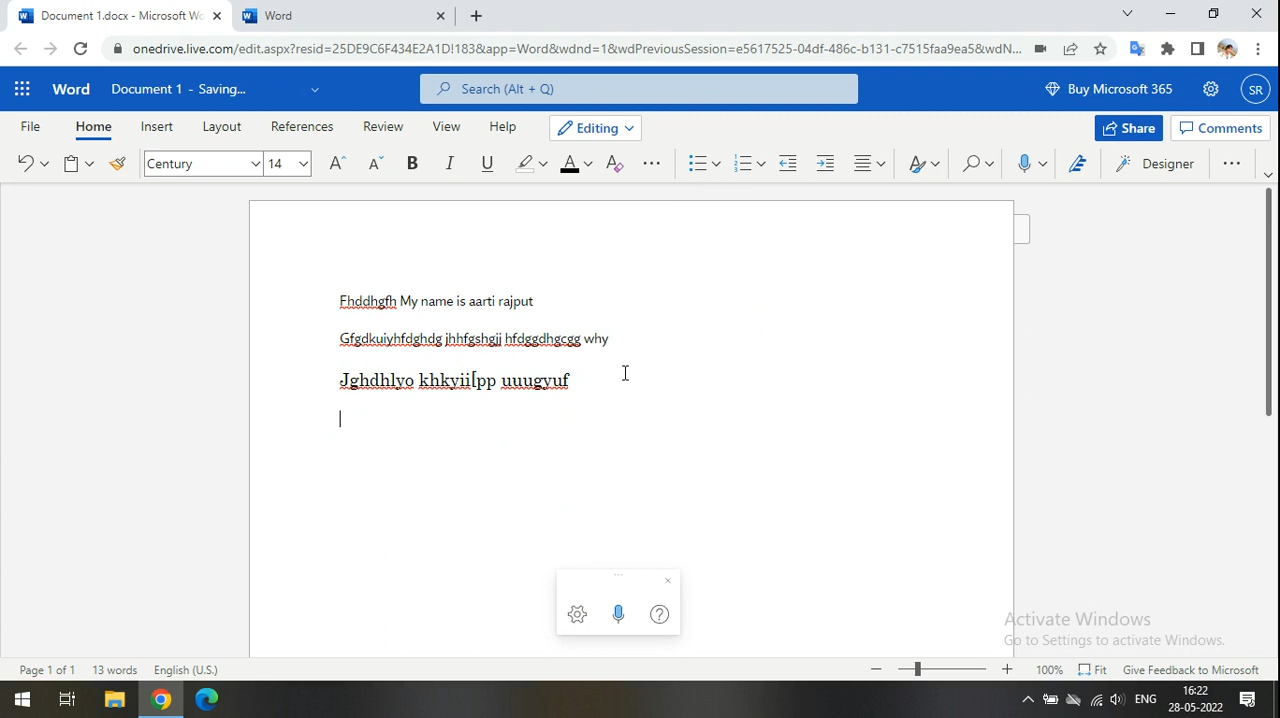 Document 1.docx - Microsoft Wo
Word
onedrive.live.com/edit.aspx?resid=25DE9C6F434E2A1D!183&app=Word&wdnd=1&wdPreviousSession=e5617525-04df-486c-b131-c7515faa9ea5&wdN...
Word Document 1 - Saving... Search (Alt + Q) Buy Microsoft 365 SR
File Home Insert Layout References Review View Help Editing Share Comments
Century 14 B I U A Designer
Fhddhgfh My name is aarti rajput
Gfgdkuiyhfdghdg jhhfgshgjj hfdggdhgcgg why
Jghdhlyo khkyii[pp uuugyuf
Activate Windows
Go to Settings to activate Windows.
Page 1 of 1 13 words English (U.S.) 100% Fit Give Feedback to Microsoft
ENG 16:22
28-05-2022